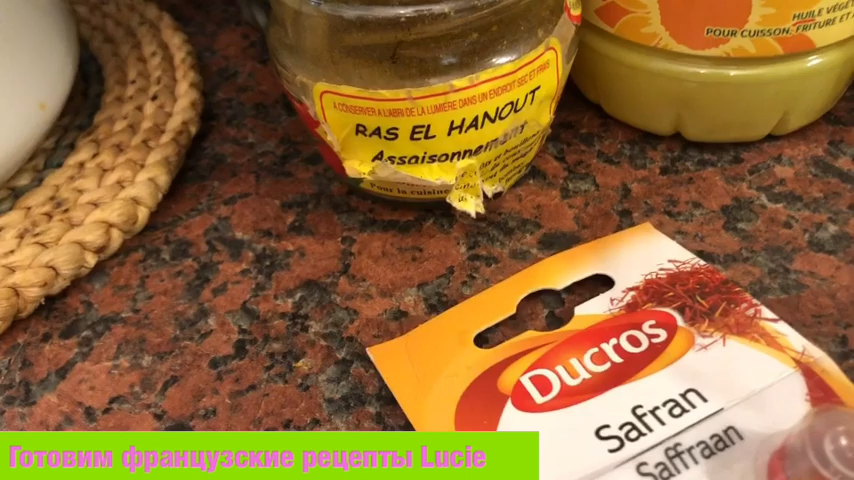 HUILE VÉGÉT
POUR CUISSON, FRITURE ET A
A CONSERVER A L'ABRI DE LA LUMIERE DANS UN ENDROIT SEC ET FRAIS
RAS EL HANOUT
Assaisonnement
Pour la cuisine
Ducros
Safran
Saffraan
Готовим французские рецепты Lucie